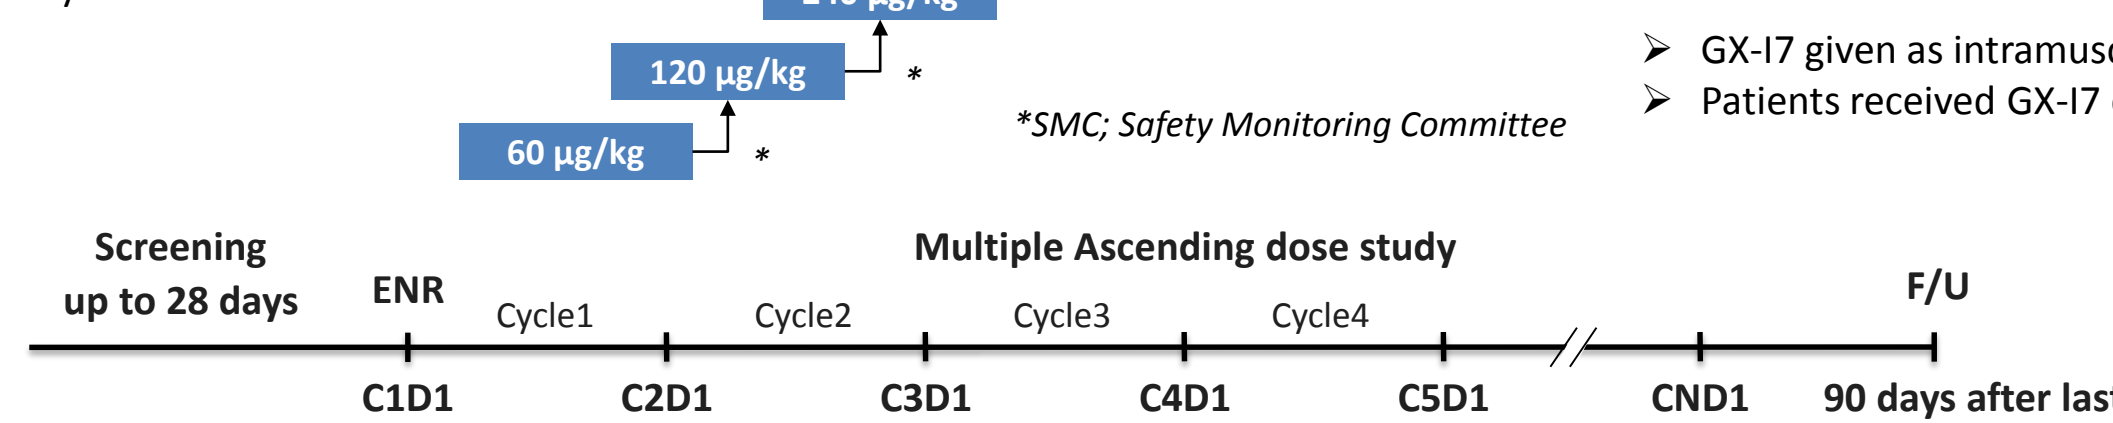 120 µg/kg
*
60 µg/kg
*
*SMC; Safety Monitoring Committee
➢ GX-I7 given as
➢ Patients received GX-I7
Screening
up to 28 days
ENR
Multiple Ascending dose study
F/U
Cycle1
Cycle2
Cycle3
Cycle4
C1D1
C2D1
C3D1
C4D1
C5D1
CND1
90 days after last